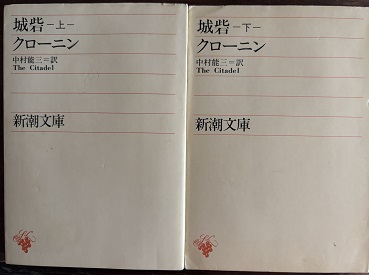 城砦－上－
クローニン
中村能三＝訳
The Citadel
新潮文庫
城砦－下－
クローニン
中村能三＝訳
The Citadel
新潮文庫